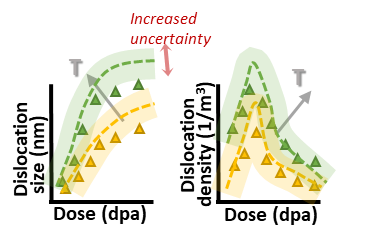 Increased
uncertainty
T
T
Dislocation
size (nm)
Dose (dpa)
Dislocation
density (1/m³)
Dose (dpa)